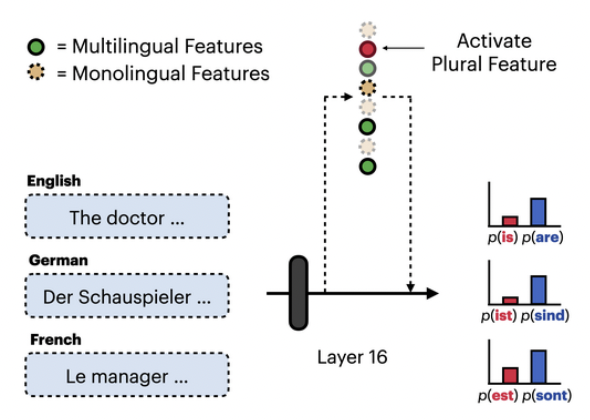 = Multilingual Features
= Monolingual Features
Activate
Plural Feature
English
The doctor ...
German
Der Schauspieler ...
French
Le manager ...
Layer 16
p(is) p(are)
p(ist) p(sind)
p(est) p(sont)